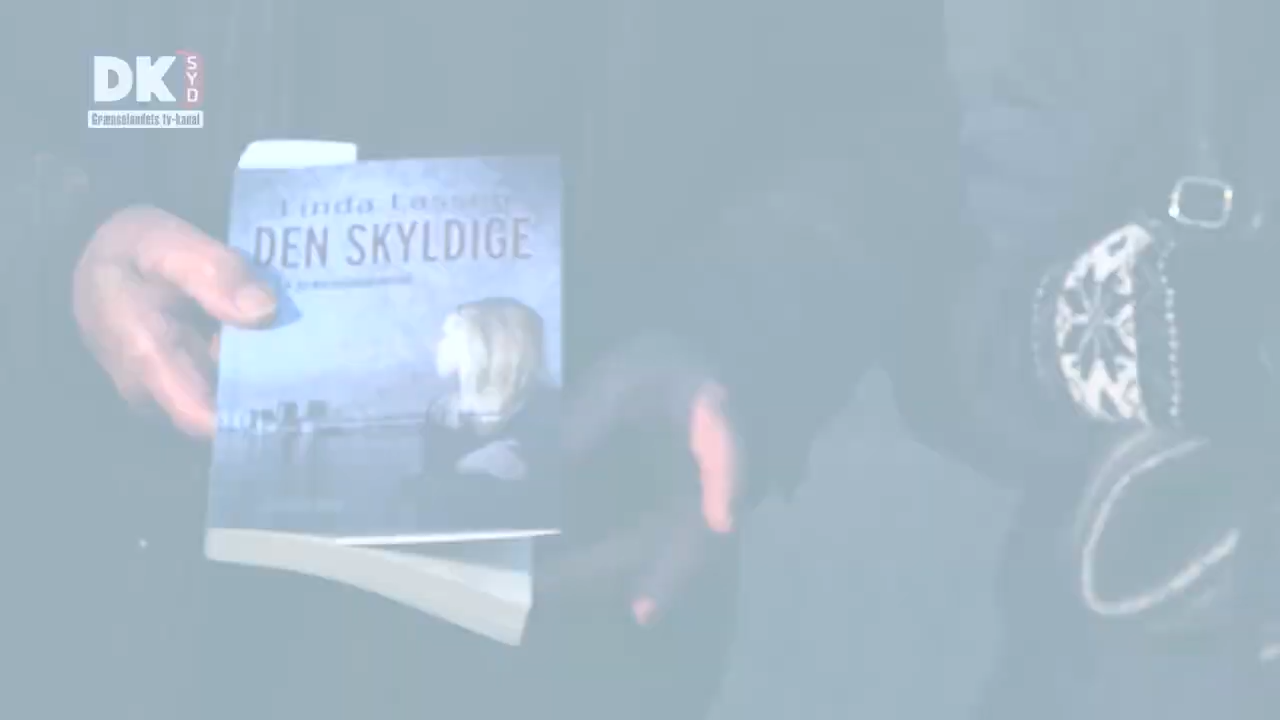 DK
SYD
Grænselandets tv-kanal
Linda Lassen
DEN SKYLDIGE